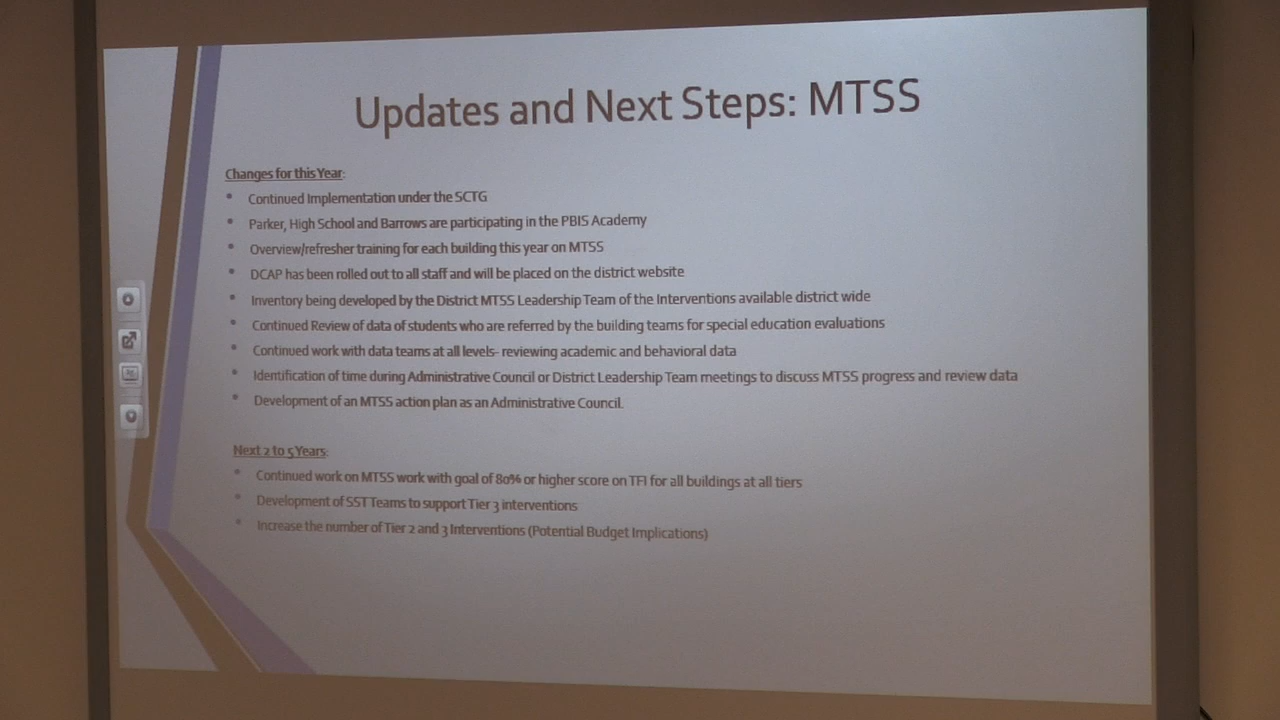 Updates and Next Steps: MTSS
Changes for this Year:
• Continued Implementation under the SCTG
• Parker, High School and Barrows are participating in the PBIS Academy
• Overview/refresher training for each building this year on MTSS
• DCAP has been rolled out to all staff and will be placed on the district website
• Inventory being developed by the District MTSS Leadership Team of the Interventions available district wide
• Continued Review of data of students who are referred by the building teams for special education evaluations
• Continued work with data teams at all levels- reviewing academic and behavioral data
• Identification of time during Administrative Council or District Leadership Team meetings to discuss MTSS progress and review data
• Development of an MTSS action plan as an Administrative Council.
Next 2 to 5 Years:
• Continued work on MTSS work with goal of 80% or higher score on TFI for all buildings at all tiers
• Development of SST Teams to support Tier 3 interventions
• Increase the number of Tier 2 and 3 Interventions (Potential Budget Implications)